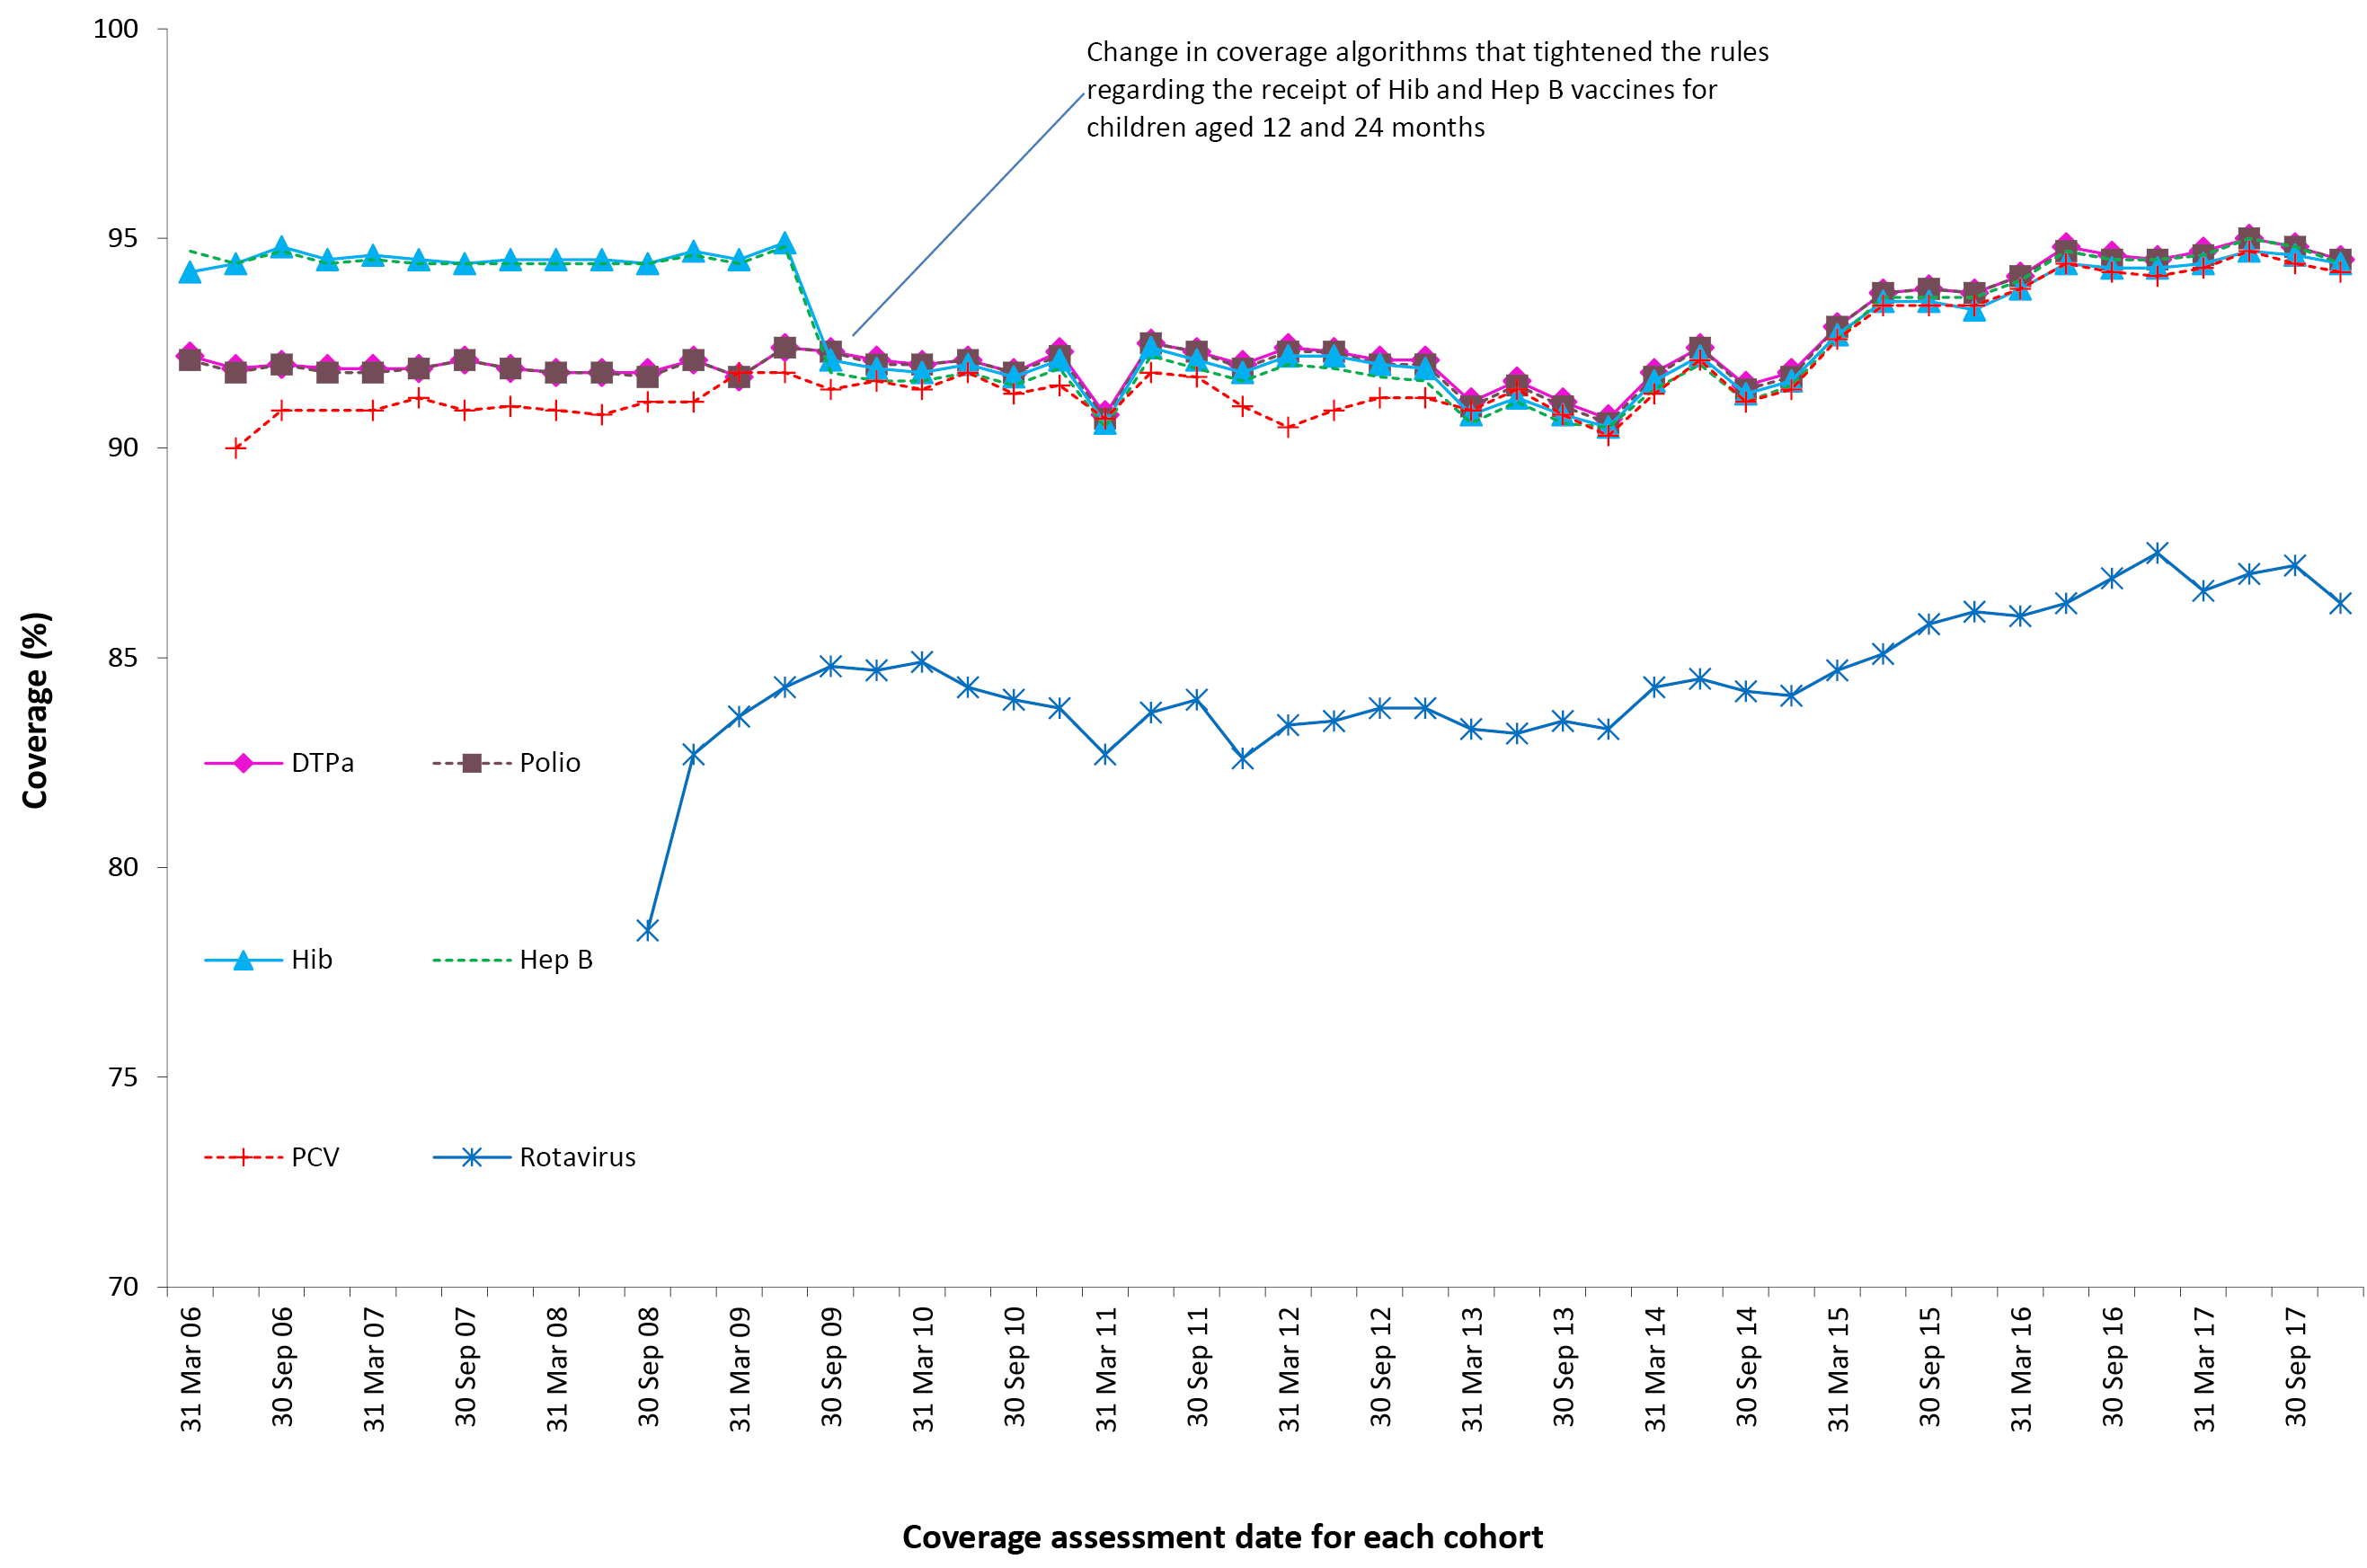 100
Change in coverage algorithms that tightened the rules
regarding the receipt of Hib and Hep B vaccines for
children aged 12 and 24 months
95
90
85
80
75
70
Coverage (%)
DTPa
Polio
Hib
Hep B
PCV
Rotavirus
31 Mar 06
30 Sep 06
31 Mar 07
30 Sep 07
31 Mar 08
30 Sep 08
31 Mar 09
30 Sep 09
31 Mar 10
30 Sep 10
31 Mar 11
30 Sep 11
31 Mar 12
30 Sep 12
31 Mar 13
30 Sep 13
31 Mar 14
30 Sep 14
31 Mar 15
30 Sep 15
31 Mar 16
30 Sep 16
31 Mar 17
30 Sep 17
Coverage assessment date for each cohort